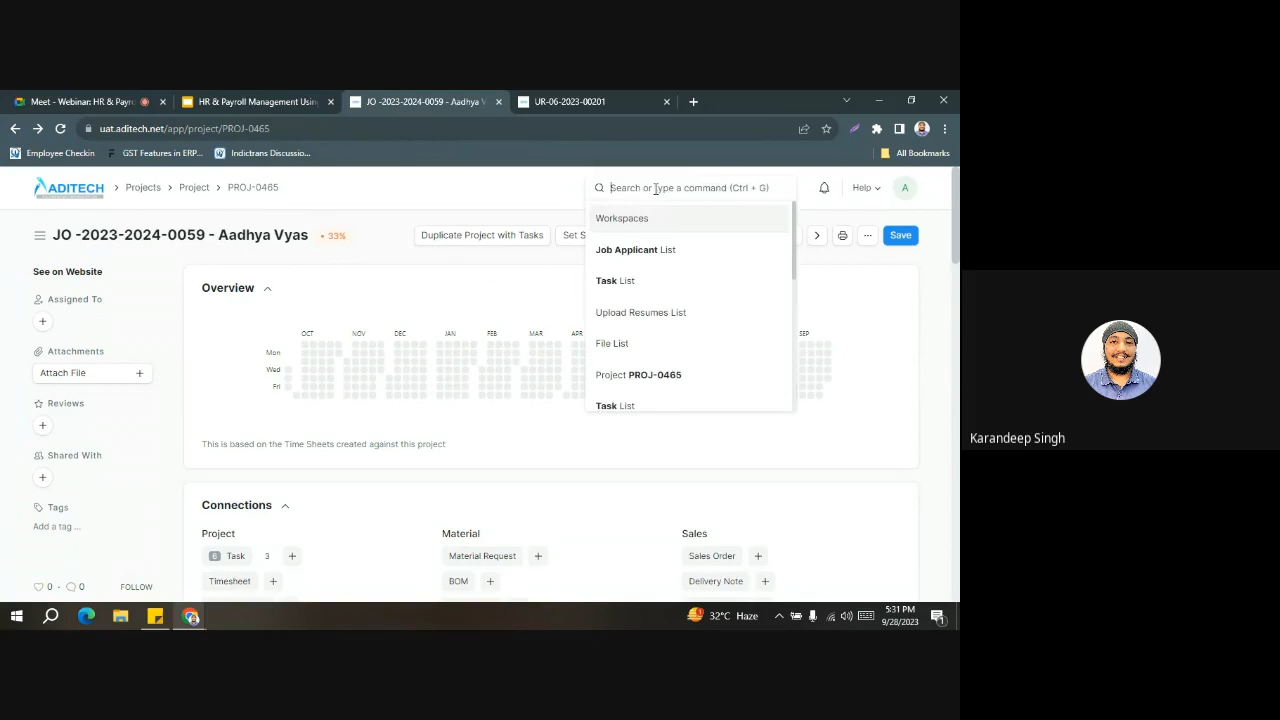 Meet - Webinar: HR & Payr
HR & Payroll Management Usin
JO -2023-2024-0059 - Aadhya V
UR-06-2023-00201
uat.aditech.net/app/project/PROJ-0465
Employee Checkin
GST Features in ERP...
Indictrans Discussio...
All Bookmarks
ADITECH
Projects
Project
PROJ-0465
Search or Type a command (Ctrl + G)
Help
A
Workspaces
Job Applicant List
Task List
Upload Resumes List
File List
Project PROJ-0465
Task List
JO -2023-2024-0059 - Aadhya Vyas
33%
Duplicate Project with Tasks
Set S
Save
See on Website
Assigned To
Attachments
Attach File
Reviews
Shared With
Tags
Add a tag ...
0 · 0
FOLLOW
Overview
OCT NOV DEC JAN FEB MAR APR SEP
Mon
Wed
Fri
This is based on the Time Sheets created against this project
Connections
Project
6 Task 3
Timesheet
Material
Material Request
BOM
Sales
Sales Order
Delivery Note
Karandeep Singh
32°C Haze
5:31 PM
9/28/2023
1